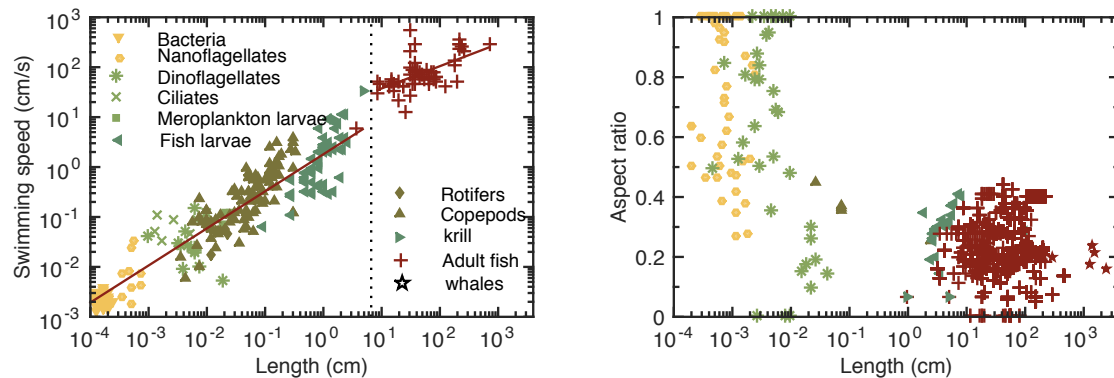 Swimming speed (cm/s)
10^3
10^2
10^1
10^0
10^-1
10^-2
10^-3
Bacteria
Nanoflagellates
Dinoflagellates
Ciliates
Meroplankton larvae
Fish larvae
Rotifers
Copepods
krill
Adult fish
whales
10^-4 10^-3 10^-2 10^-1 10^0 10^1 10^2 10^3
Length (cm)
Aspect ratio
1
0.8
0.6
0.4
0.2
0
10^-4 10^-3 10^-2 10^-1 10^0 10^1 10^2 10^3
Length (cm)